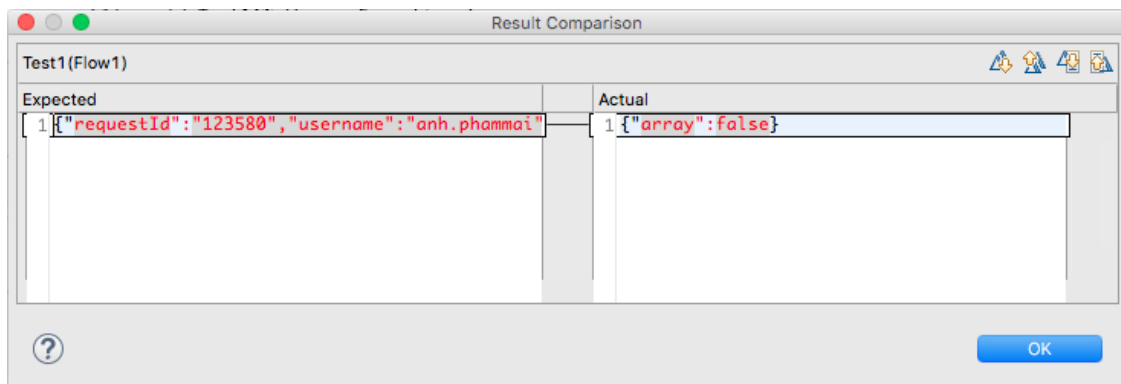 Result Comparison
Test1(Flow1)
Expected
Actual
1 {"requestId":"123580","username":"anh.phammai"
1 {"array":false}
?
OK